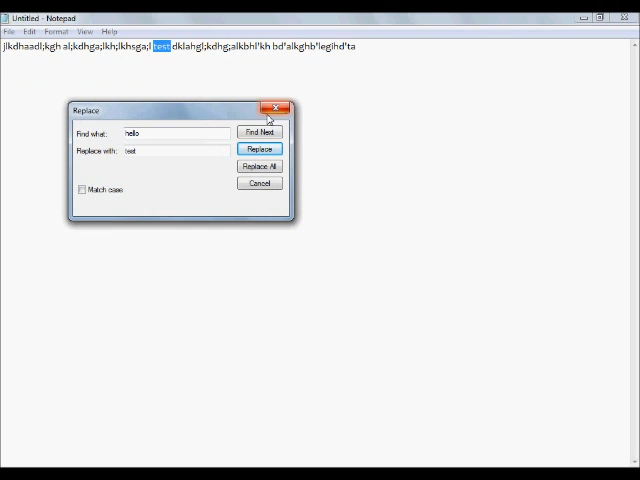 Untitled - Notepad
File Edit Format View Help
jlkdhaadl;kgh al;kdhga;lkh;lkhsga;l test dklahgl;kdhg;alkbhl'kh bd'alkghb'legihd'ta
Replace
Find what: hello
Find Next
Replace with: test
Replace
Replace All
Match case
Cancel